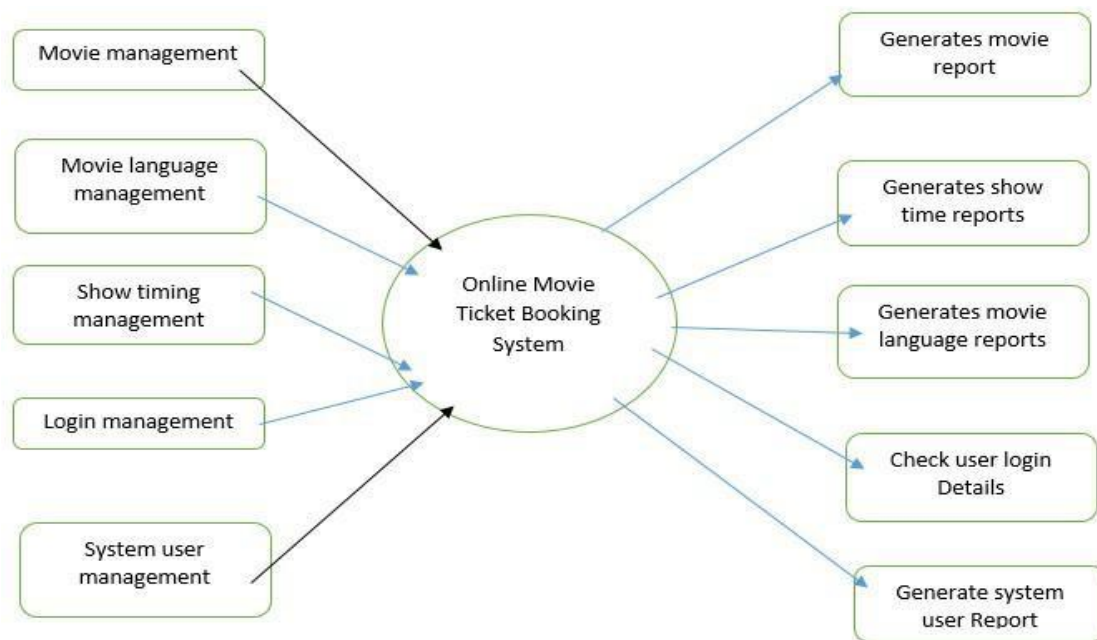 Movie management
Movie language
management
Show timing
management
Login management
System user
management
Online Movie
Ticket Booking
System
Generates movie
report
Generates show
time reports
Generates movie
language reports
Check user login
Details
Generate system
user Report